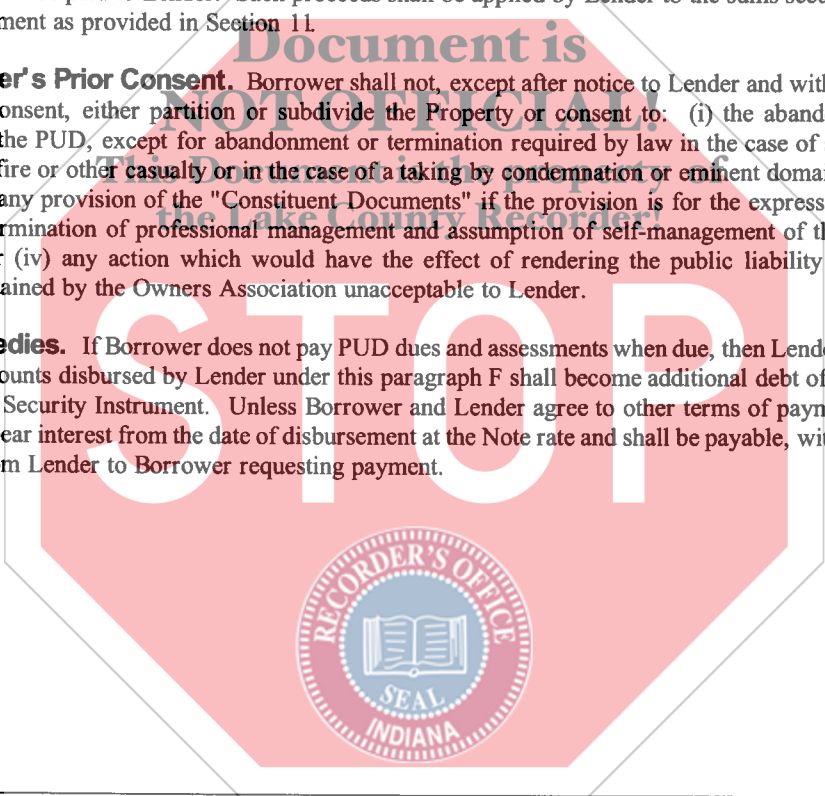 ment as provided in Section 11.
Document is
er's Prior Consent. Borrower shall not, except after notice to Lender and with
onsent, either partition or subdivide the Property or consent to: (i) the aband
NOT OFFICIAL!
the PUD, except for abandonment or termination required by law in the case of
fire or other casualty or in the case of a taking by condemnation or eminent domai
This Document is the property of
any provision of the "Constituent Documents" if the provision is for the express
the Lake County Recorder!
rmination of professional management and assumption of self-management of th
r (iv) any action which would have the effect of rendering the public liability
ained by the Owners Association unacceptable to Lender.
edies. If Borrower does not pay PUD dues and assessments when due, then Lende
ounts disbursed by Lender under this paragraph F shall become additional debt of
Security Instrument. Unless Borrower and Lender agree to other terms of paym
ear interest from the date of disbursement at the Note rate and shall be payable, wit
m Lender to Borrower requesting payment.
STOP
RECORDER'S OFFICE
SEAL
INDIANA